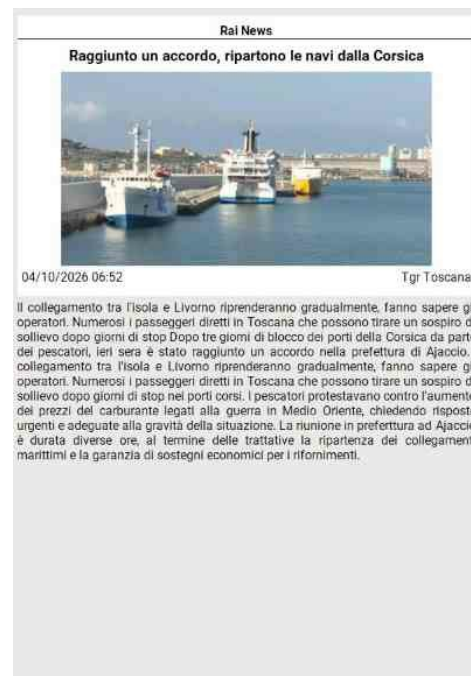 Rai News
Raggiunto un accordo, ripartono le navi dalla Corsica
04/10/2026 06:52 Tgr Toscana
Il collegamento tra l'isola e Livorno riprenderanno gradualmente, fanno sapere g
operatori. Numerosi i passeggeri diretti in Toscana che possono tirare un sospiro d
sollievo dopo giorni di stop Dopo tre giorni di blocco dei porti della Corsica da part
dei pescatori, ieri sera è stato raggiunto un accordo nella prefettura di Ajaccio.
collegamento tra l'isola e Livorno riprenderanno gradualmente, fanno sapere g
operatori. Numerosi i passeggeri diretti in Toscana che possono tirare un sospiro d
sollievo dopo giorni di stop nei porti corsi. I pescatori protestavano contro l'aument
dei prezzi del carburante legati alla guerra in Medio Oriente, chiedendo rispost
urgenti e adeguate alla gravità della situazione. La riunione in preferttura ad Ajacci
è durata diverse ore, al termine delle trattative la ripartenza dei collegament
marittimi e la garanzia di sostegni economici per i rifornimenti.